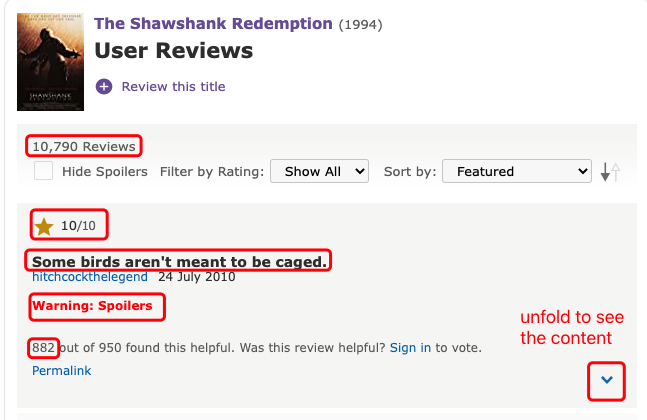 The Shawshank Redemption (1994)
User Reviews
Review this title
SHAWSHANK
10,790 Reviews
Hide Spoilers Filter by Rating: Show All Sort by: Featured
10/10
Some birds aren't meant to be caged.
hitchcockthelegend 24 July 2010
Warning: Spoilers
unfold to see
the content
882 out of 950 found this helpful. Was this review helpful? Sign in to vote.
Permalink